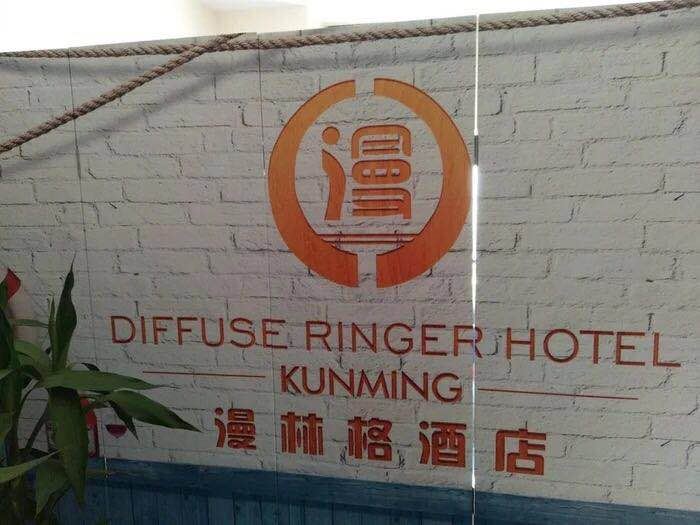 漫
DIFFUSE RINGER HOTEL
KUNMING
漫林格酒店